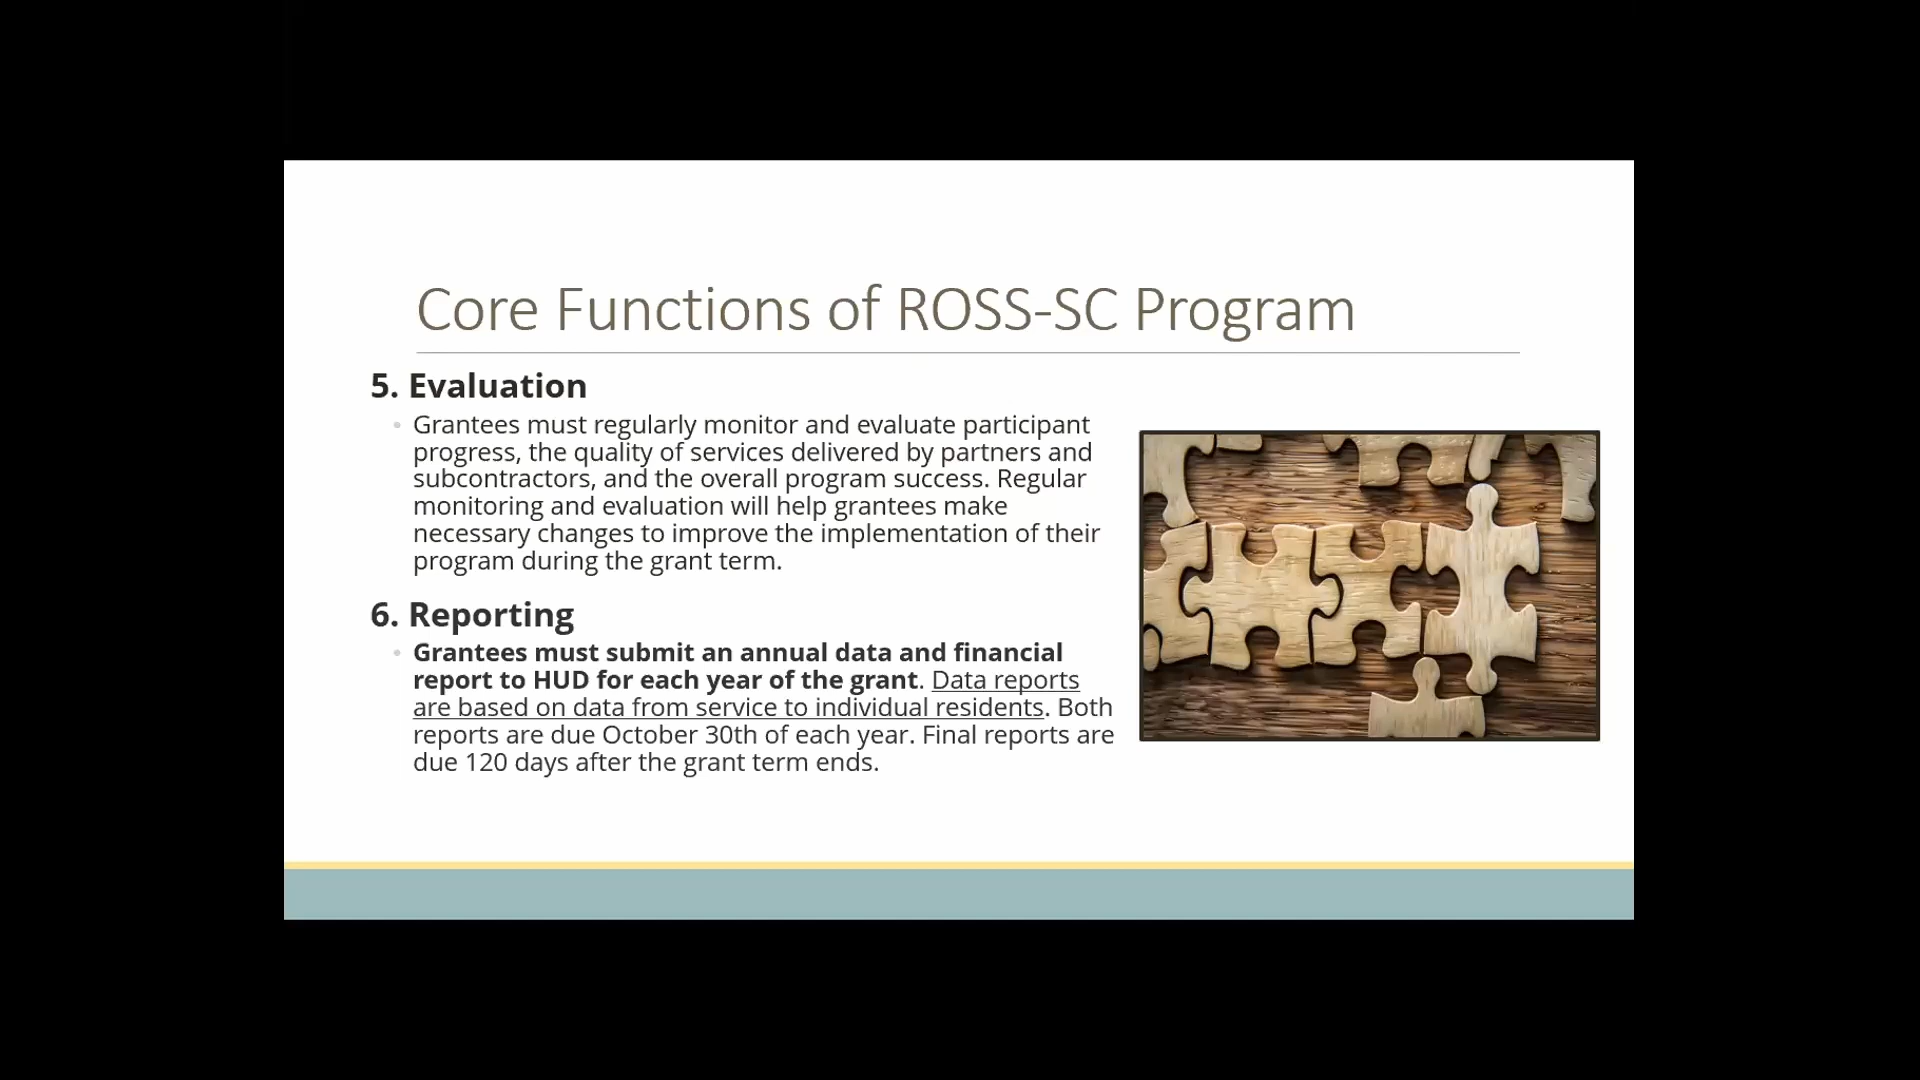 Core Functions of ROSS-SC Program
5. Evaluation
Grantees must regularly monitor and evaluate participant
progress, the quality of services delivered by partners and
subcontractors, and the overall program success. Regular
monitoring and evaluation will help grantees make
necessary changes to improve the implementation of their
program during the grant term.
6. Reporting
Grantees must submit an annual data and financial
report to HUD for each year of the grant. Data reports
are based on data from service to individual residents. Both
reports are due October 30th of each year. Final reports are
due 120 days after the grant term ends.